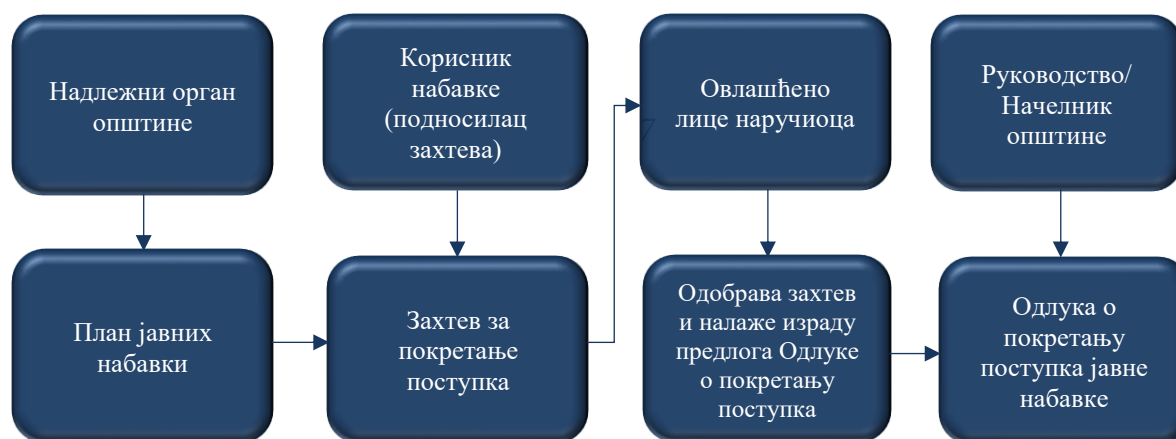 Надлежни орган
општине
Корисник
набавке
(подносилац
захтева)
Овлашћено
лице наручиоца
7
Руководство/
Начелник
општине
План јавних
набавки
Захтев за
покретање
поступка
Одобрава захтев
и налаже израду
предлога Одлуке
о покретању
поступка
Одлука о
покретању
поступка јавне
набавке